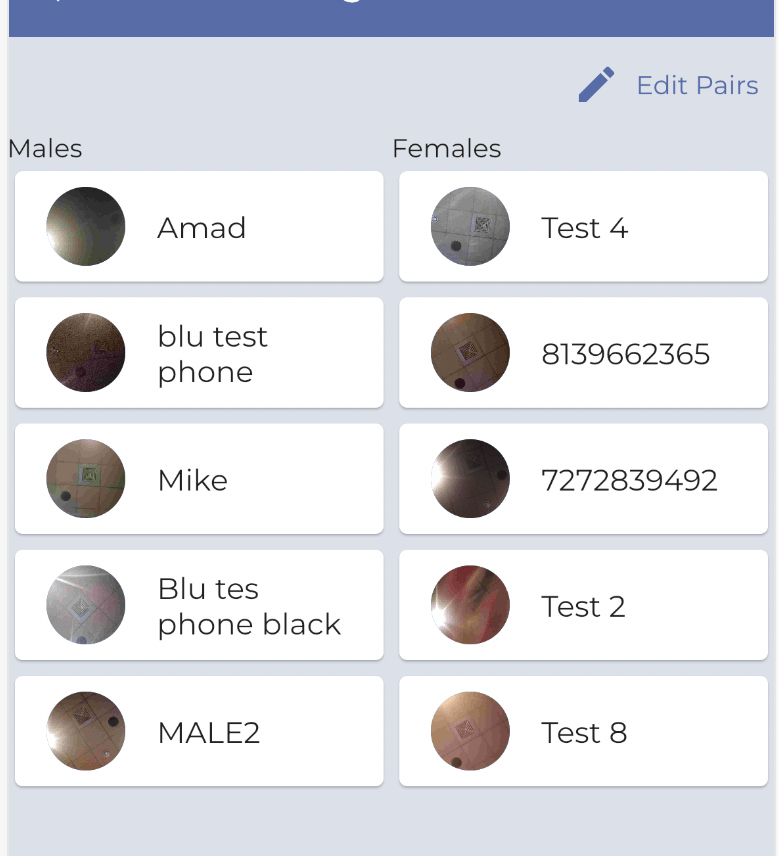 Edit Pairs
Males
Females
Amad
Test 4
blu test
phone
8139662365
Mike
7272839492
Blu tes
phone black
Test 2
MALE2
Test 8